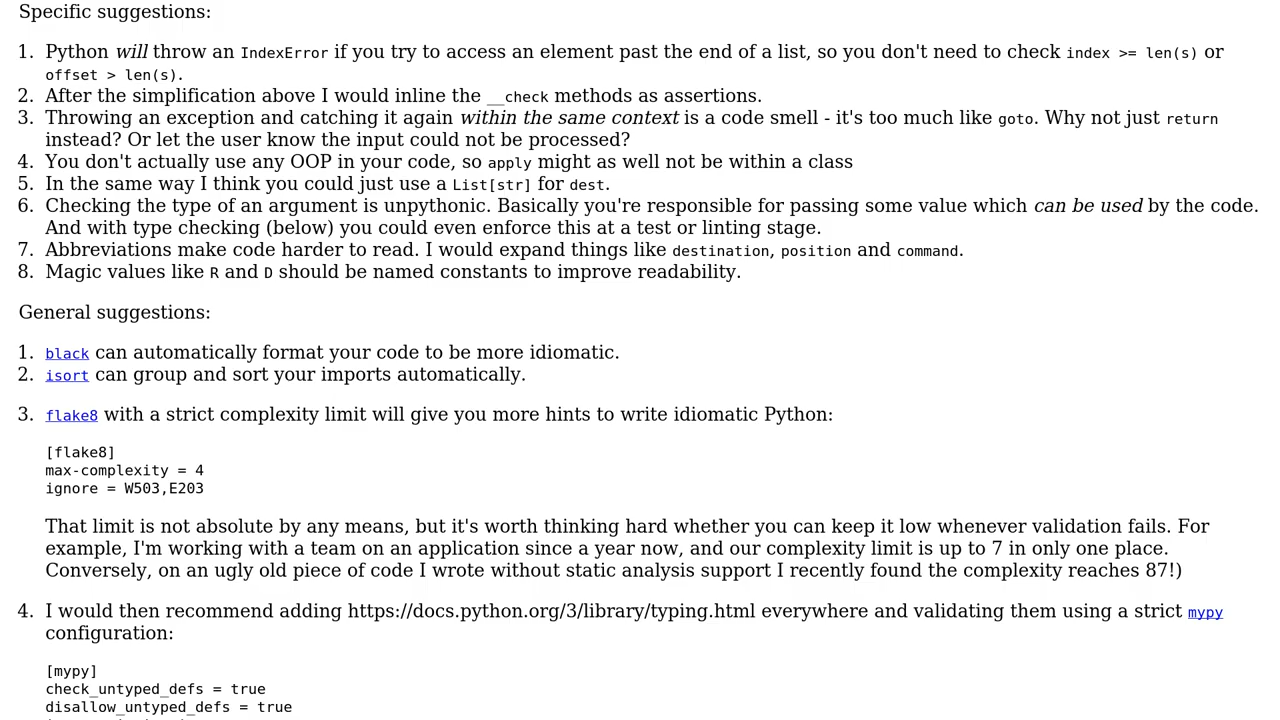 Specific suggestions:
1. Python will throw an IndexError if you try to access an element past the end of a list, so you don't need to check index >= len(s) or
offset > len(s).
2. After the simplification above I would inline the __check methods as assertions.
3. Throwing an exception and catching it again within the same context is a code smell - it's too much like goto. Why not just return
instead? Or let the user know the input could not be processed?
4. You don't actually use any OOP in your code, so apply might as well not be within a class
5. In the same way I think you could just use a List[str] for dest.
6. Checking the type of an argument is unpythonic. Basically you're responsible for passing some value which can be used by the code.
And with type checking (below) you could even enforce this at a test or linting stage.
7. Abbreviations make code harder to read. I would expand things like destination, position and command.
8. Magic values like R and D should be named constants to improve readability.
General suggestions:
1. black can automatically format your code to be more idiomatic.
2. isort can group and sort your imports automatically.
3. flake8 with a strict complexity limit will give you more hints to write idiomatic Python:
[flake8]
max-complexity = 4
ignore = W503,E203
That limit is not absolute by any means, but it's worth thinking hard whether you can keep it low whenever validation fails. For
example, I'm working with a team on an application since a year now, and our complexity limit is up to 7 in only one place.
Conversely, on an ugly old piece of code I wrote without static analysis support I recently found the complexity reaches 87!)
4. I would then recommend adding https://docs.python.org/3/library/typing.html everywhere and validating them using a strict mypy
configuration:
[mypy]
check_untyped_defs = true
disallow_untyped_defs = true